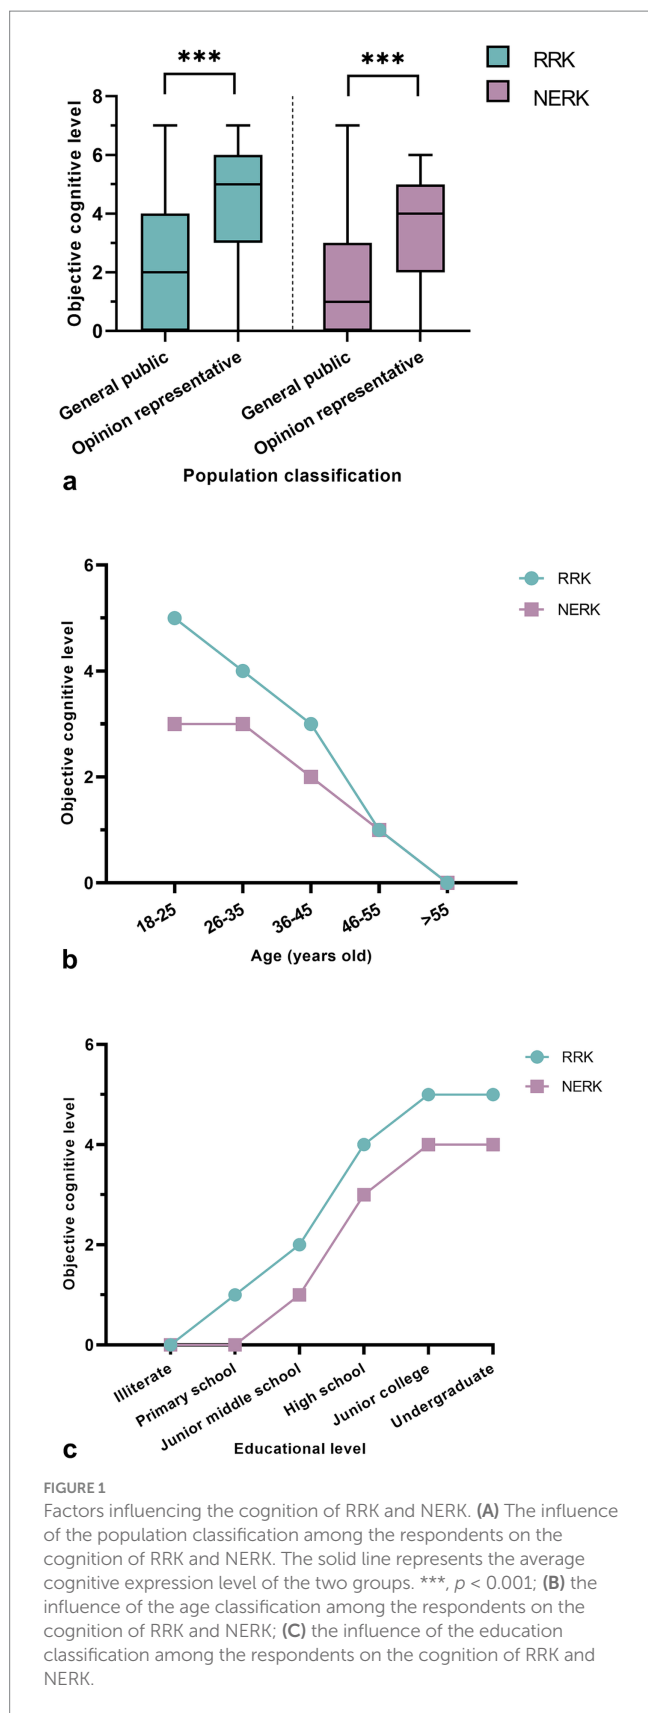 ***
***
RRK
NERK
Objective cognitive level
8
6
4
2
0
General public
Opinion representative
General public
Opinion representative
Population classification
a
RRK
NERK
Objective cognitive level
6
4
2
0
18-25
26-35
36-45
46-55
>55
Age (years old)
b
RRK
NERK
Objective cognitive level
6
4
2
0
Illiterate
Primary school
Junior middle school
High school
Junior college
Undergraduate
Educational level
c
FIGURE 1
Factors influencing the cognition of RRK and NERK. (A) The influence
of the population classification among the respondents on the
cognition of RRK and NERK. The solid line represents the average
cognitive expression level of the two groups. ***, p < 0.001; (B) the
influence of the age classification among the respondents on the
cognition of RRK and NERK; (C) the influence of the education
classification among the respondents on the cognition of RRK and
NERK.